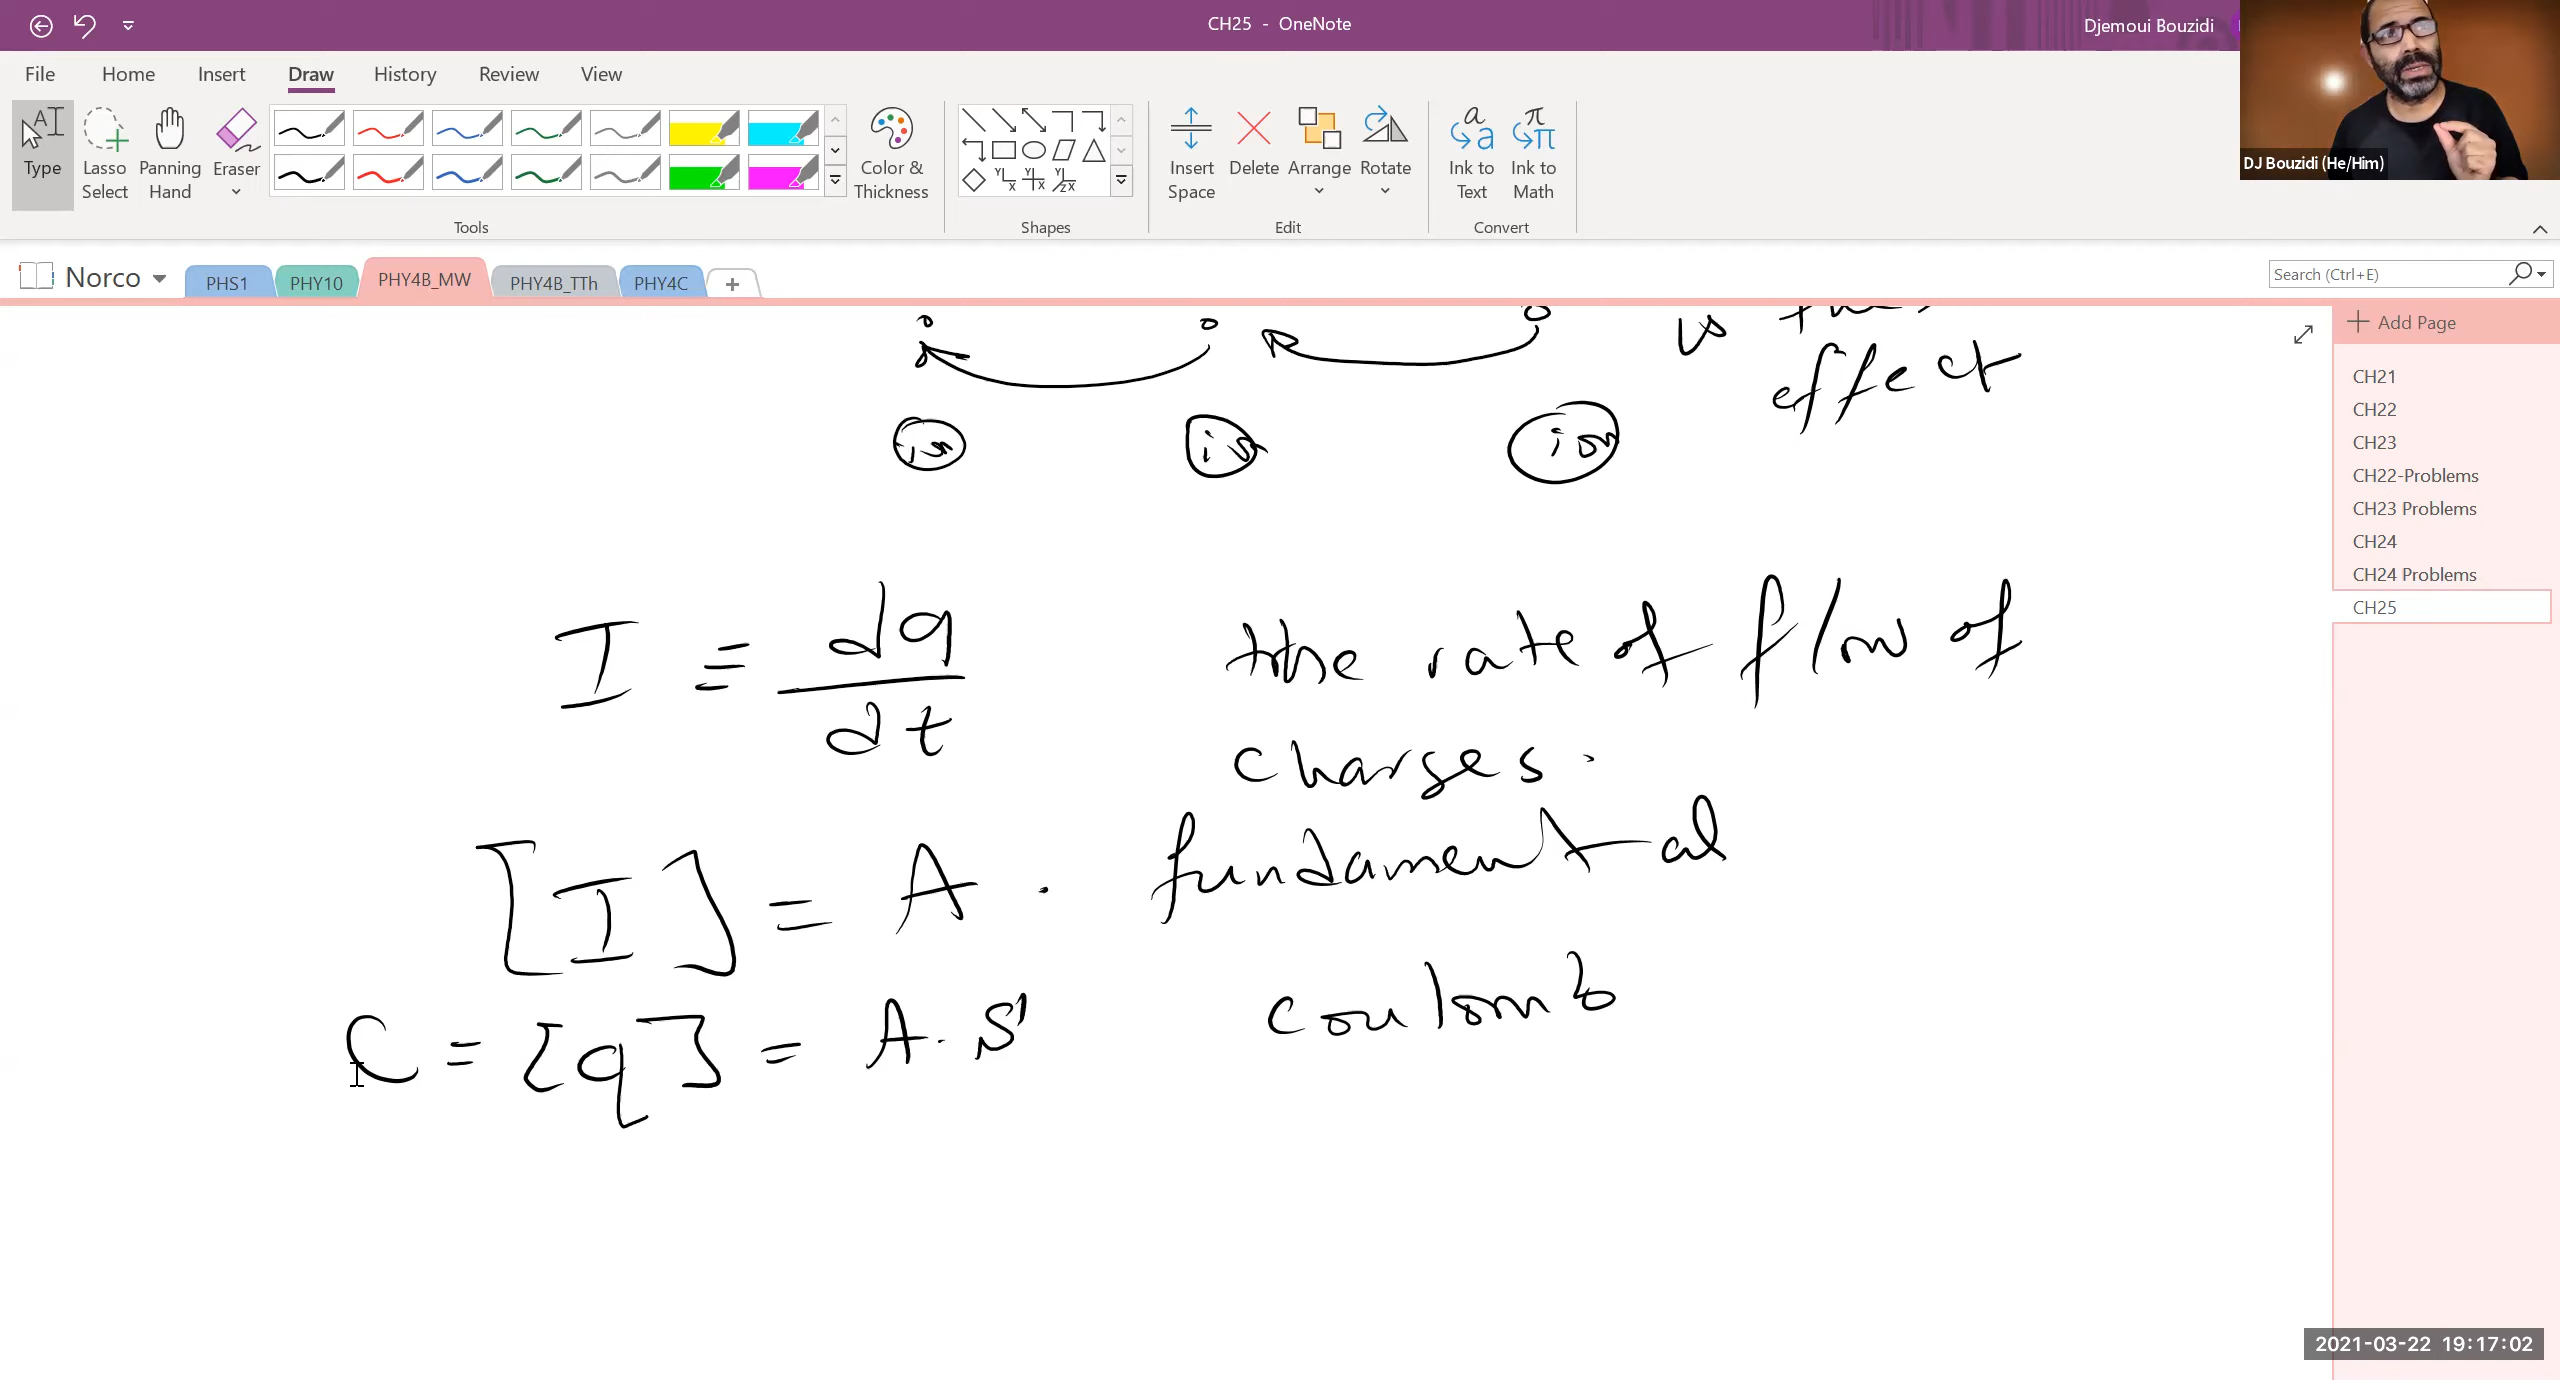 CH25 - OneNote
Djemoui Bouzidi
File Home Insert Draw History Review View
Type
Lasso Select
Panning Hand
Eraser
Color & Thickness
Insert Space
Delete
Arrange
Rotate
Ink to Text
Ink to Math
Tools
Shapes
Edit
Convert
DJ Bouzidi (He/Him)
Norco
PHS1 PHY10 PHY4B_MW PHY4B_TTh PHY4C
Search (Ctrl+E)
Add Page
CH21
CH22
CH23
CH22-Problems
CH23 Problems
CH24
CH24 Problems
CH25
is
effect
ion ion ion
I ≡ dq/dt the rate of flow of
charges.
[I] = A . fundamental
C = [q] = A.S coulomb
2021-03-22 19:17:02